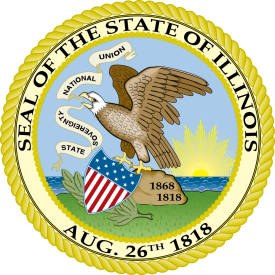 SEAL OF THE STATE OF ILLINOIS
STATE
SOVEREIGNTY
NATIONAL
UNION
1868
1818
AUG. 26TH 1818